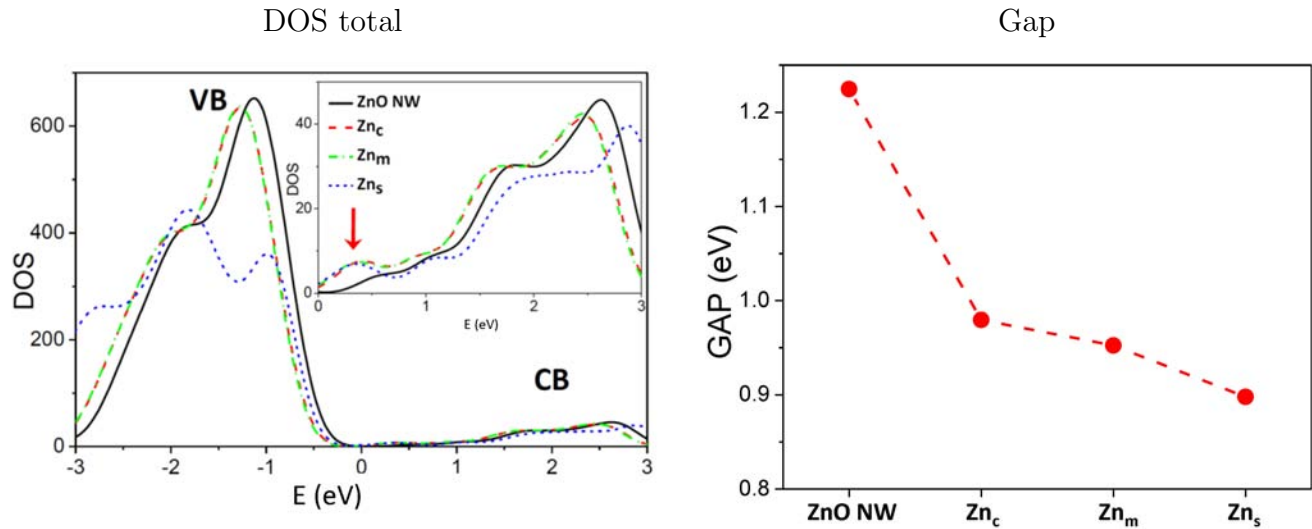 DOS total
VB
ZnO NW
Znc
Znm
Zns
CB
DOS
E (eV)
0
200
400
600
-3
-2
-1
0
1
2
3
DOS
E (eV)
0
20
40
0
1
2
3
Gap
GAP (eV)
1.2
1.1
1.0
0.9
0.8
ZnO NW
Znc
Znm
Zns